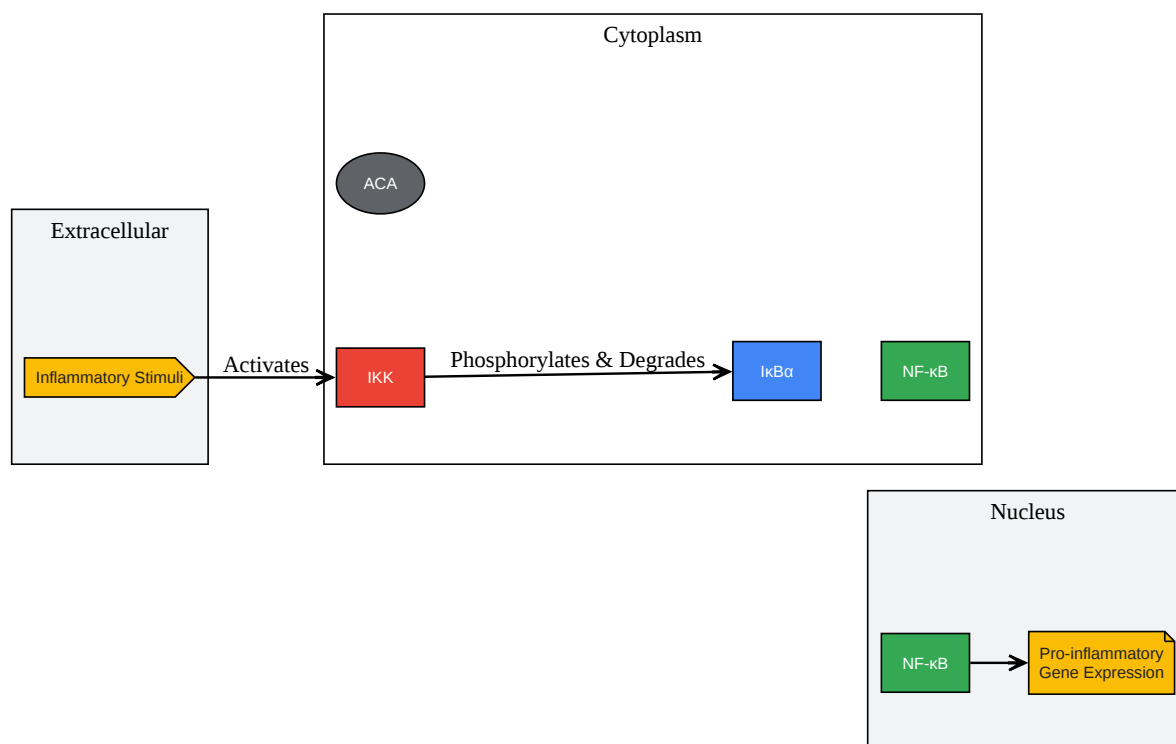 Cytoplasm
ACA
Extracellular
Inflammatory Stimuli
Activates
IKK
Phosphorylates & Degrades
IκBα
NF-κB
Nucleus
NF-κB
Pro-inflammatory
Gene Expression